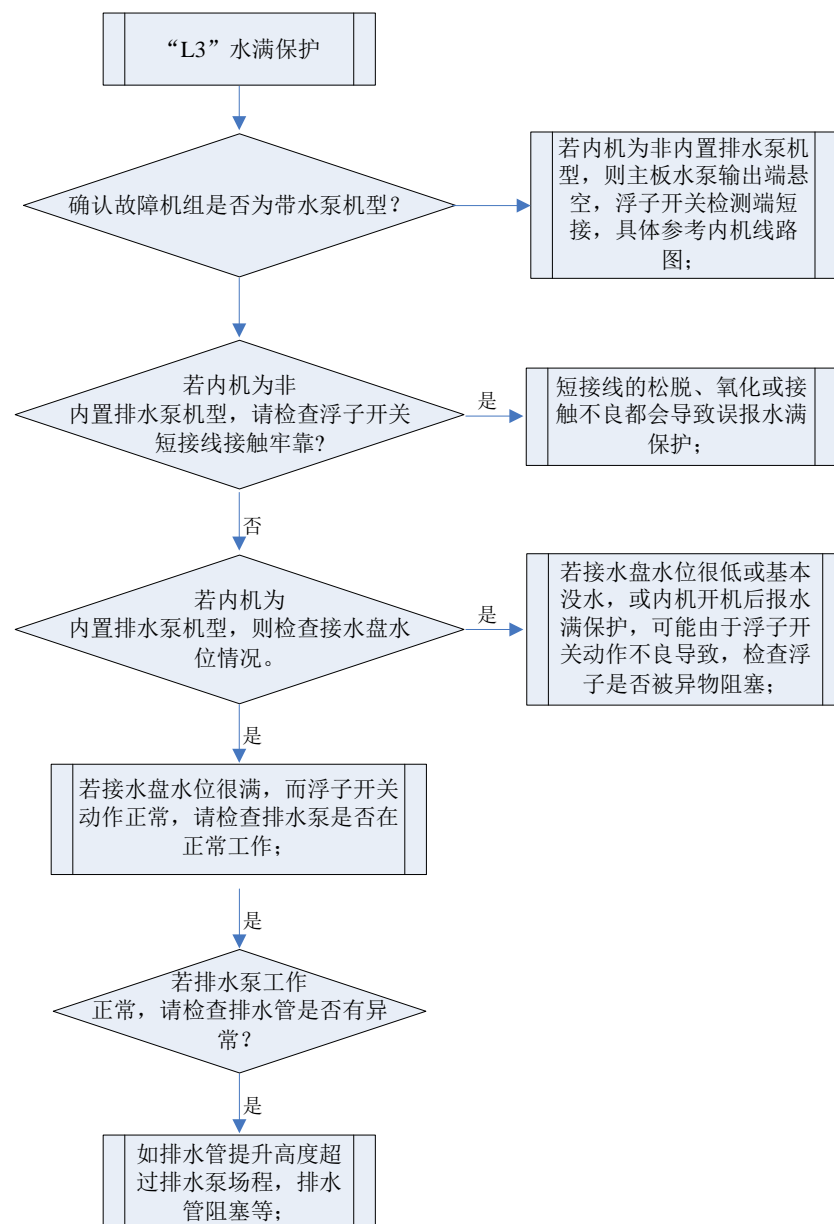 “L3”水满保护
确认故障机组是否为带水泵机型？
若内机为非内置排水泵机
型，则主板水泵输出端悬
空，浮子开关检测端短
接，具体参考内机线路
图；
若内机为非
内置排水泵机型，请检查浮子开关
短接线接触牢靠?
是
短接线的松脱、氧化或接
触不良都会导致误报水满
保护；
否
若内机为
内置排水泵机型，则检查接水盘水
位情况。
是
若接水盘水位很低或基本
没水，或内机开机后报水
满保护，可能由于浮子开
关动作不良导致，检查浮
子是否被异物阻塞；
是
若接水盘水位很满，而浮子开关
动作正常，请检查排水泵是否在
正常工作；
是
若排水泵工作
正常，请检查排水管是否有异
常？
是
如排水管提升高度超
过排水泵场程，排水
管阻塞等；